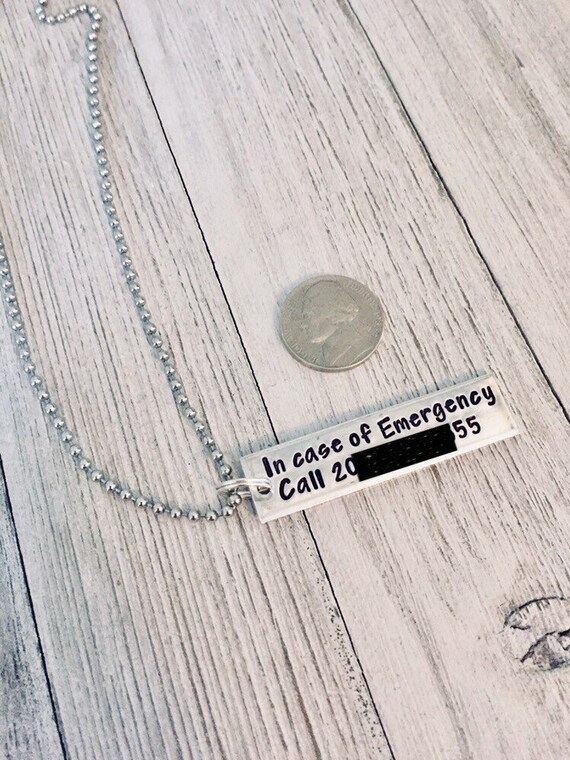 In case of Emergency
Call 20 55